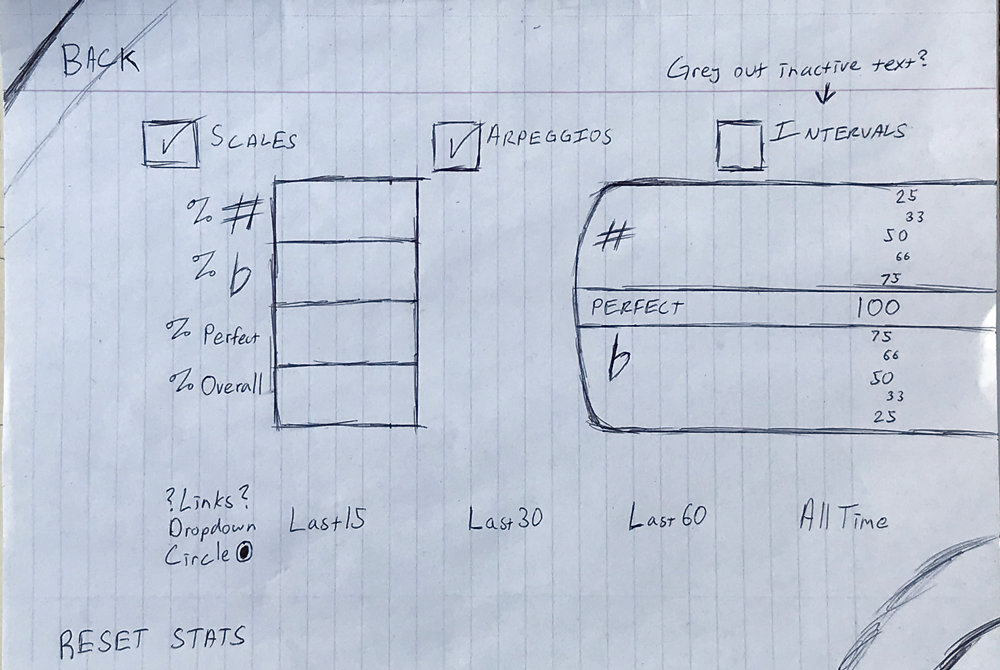 BACK
Grey out inactive text?
SCALES
ARPEGGIOS
INTERVALS
% #
% b
% Perfect
% Overall
#
25
33
50
66
75
PERFECT 100
b
75
66
50
33
25
?Links?
Dropdown
Circle
Last 15
Last 30
Last 60
All Time
RESET STATS